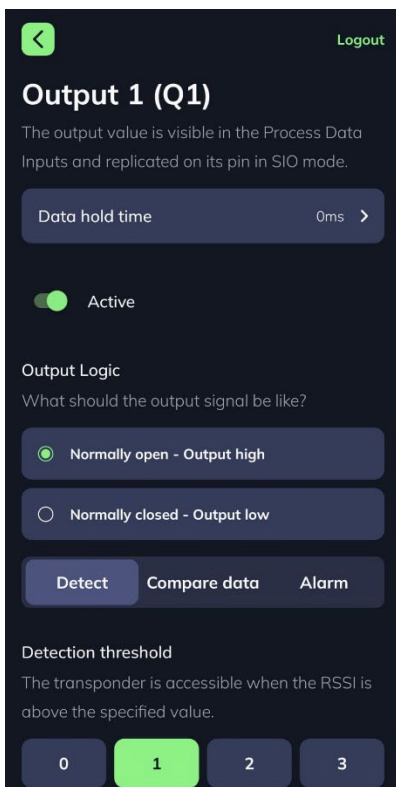 Logout
Output 1 (Q1)
The output value is visible in the Process Data
Inputs and replicated on its pin in SIO mode.
Data hold time 0ms
Active
Output Logic
What should the output signal be like?
Normally open - Output high
Normally closed - Output low
Detect Compare data Alarm
Detection threshold
The transponder is accessible when the RSSI is
above the specified value.
0 1 2 3